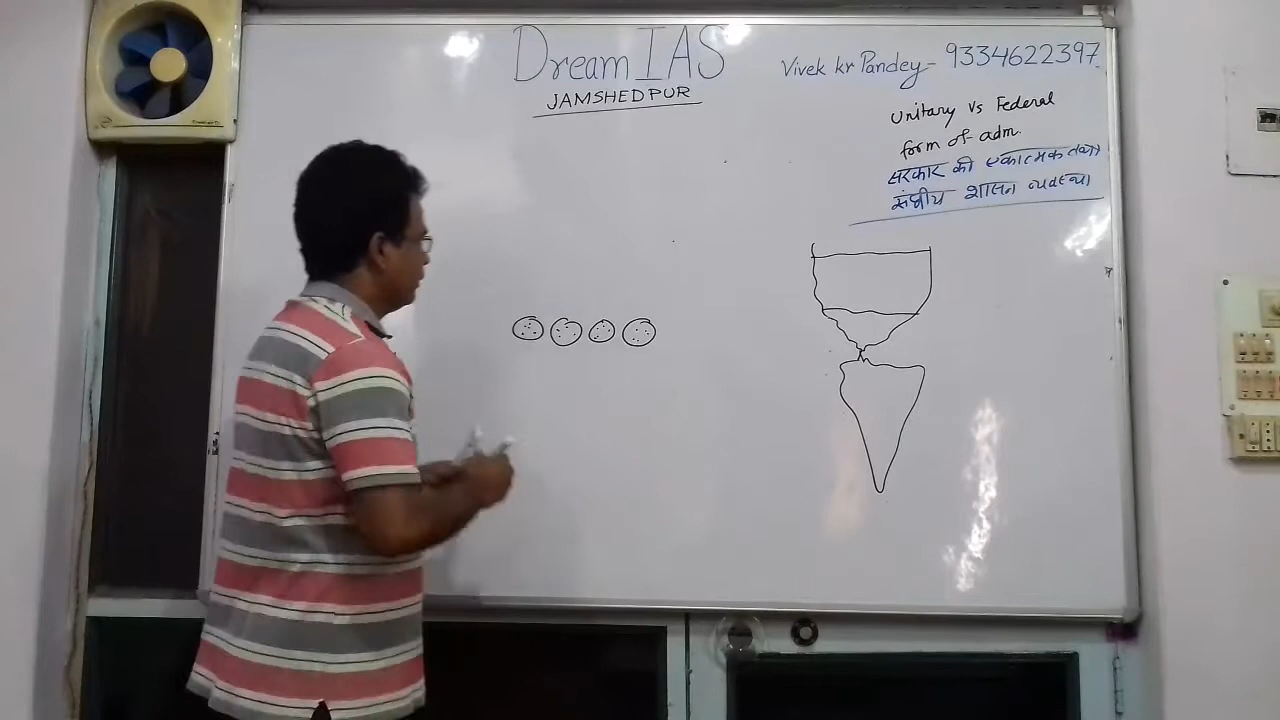 Dream IAS
JAMSHEDPUR
Vivek kr Pandey- 9334622397
Unitary Vs Federal
form of adm.
सरकार की एकात्मक तथा
संघीय शासन व्यवस्था